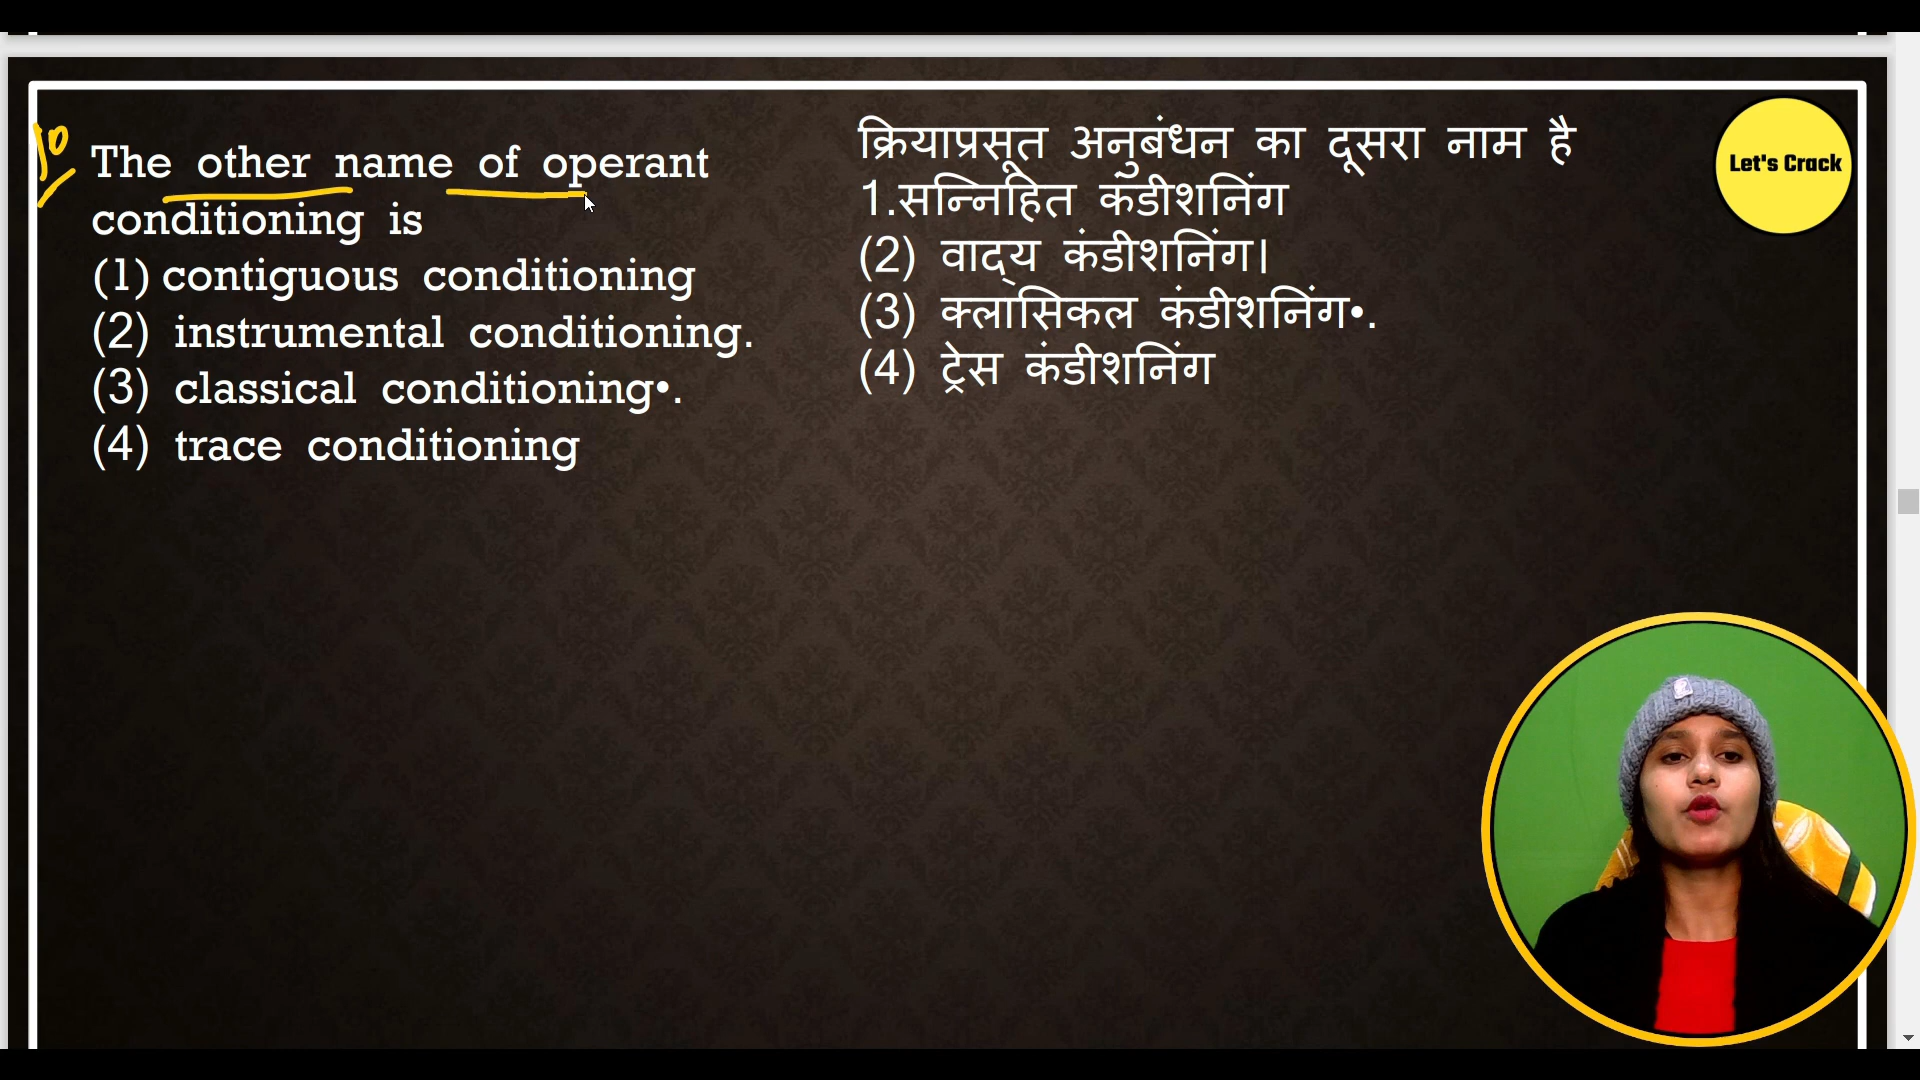 10
The other name of operant
conditioning is
(1) contiguous conditioning
(2) instrumental conditioning.
(3) classical conditioning•.
(4) trace conditioning
क्रियाप्रसूत अनुबंधन का दूसरा नाम है
1.सन्निहित कंडीशनिंग
(2) वाद्य कंडीशनिंग।
(3) क्लासिकल कंडीशनिंग•.
(4) ट्रेस कंडीशनिंग
Let's Crack